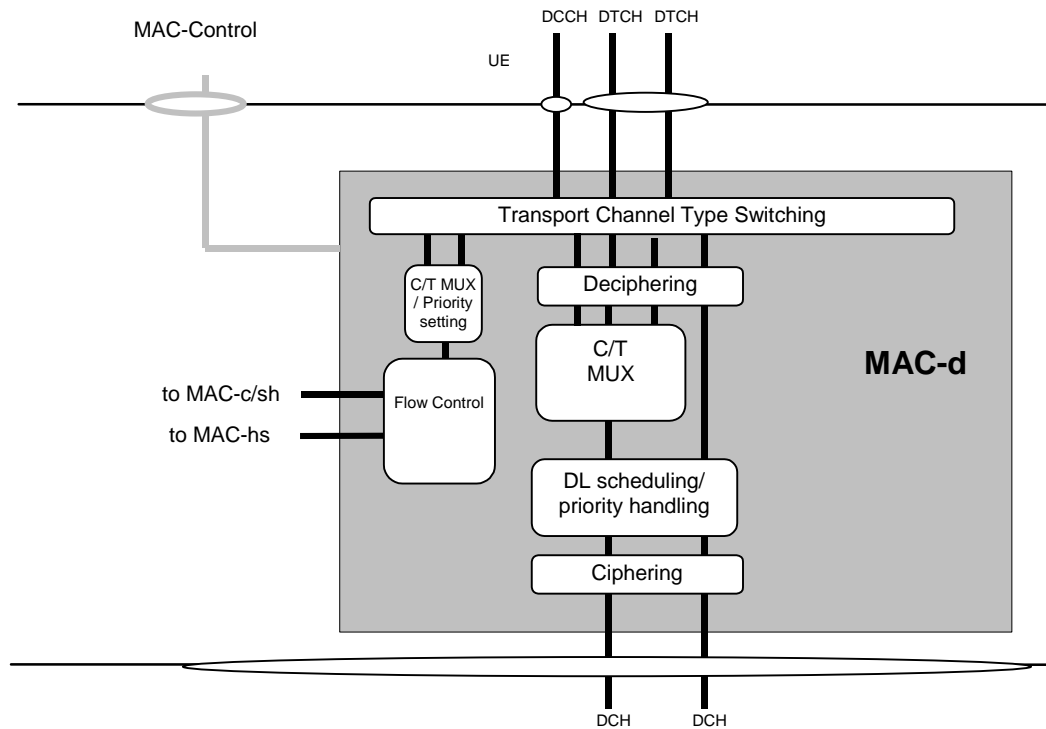 DCCH DTCH DTCH
MAC-Control
UE
Transport Channel Type Switching
C/T MUX
/ Priority
setting
Deciphering
C/T
MUX
MAC-d
to MAC-c/sh
Flow Control
to MAC-hs
DL scheduling/
priority handling
Ciphering
DCH DCH